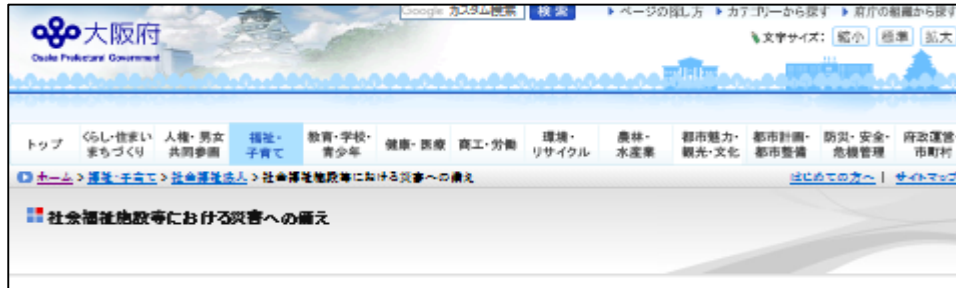 Google カスタム検索 検索 ページの探し方 カテゴリーから探す 府庁の組織から探す
大阪府
Osaka Prefectural Government
文字サイズ: 縮小 標準 拡大
トップ くらし・住まい まちづくり 人権・男女 共同参画 福祉・ 子育て 教育・学校・ 青少年 健康・医療 商工・労働 環境・ リサイクル 農林・ 水産業 都市魅力・ 観光・文化 都市計画・ 都市整備 防災・安全・ 危機管理 府政運営・ 市町村
ホーム > 福祉・子育て > 社会福祉法人 > 社会福祉施設等における災害への備え はじめての方へ | サイトマップ
社会福祉施設等における災害への備え